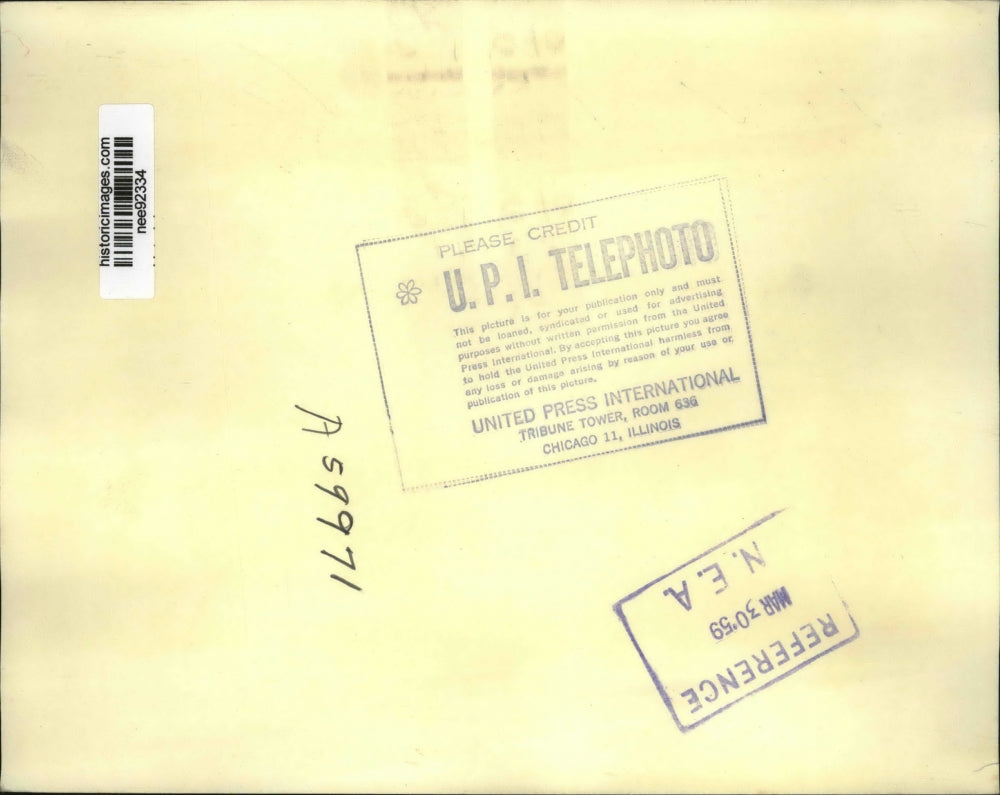 historicimages.com
nee92334
PLEASE CREDIT
U. P. I. TELEPHOTO
This picture is for your publication only and must
not be loaned, syndicated or used for advertising
purposes without written permission from the United
Press International. By accepting this picture you agree
to hold the United Press International harmless from
any loss or damage arising by reason of your use or
publication of this picture.
UNITED PRESS INTERNATIONAL
TRIBUNE TOWER, ROOM 636
CHICAGO 11, ILLINOIS
A 59971
REFERENCE
MAR 30'59
N. E. A.